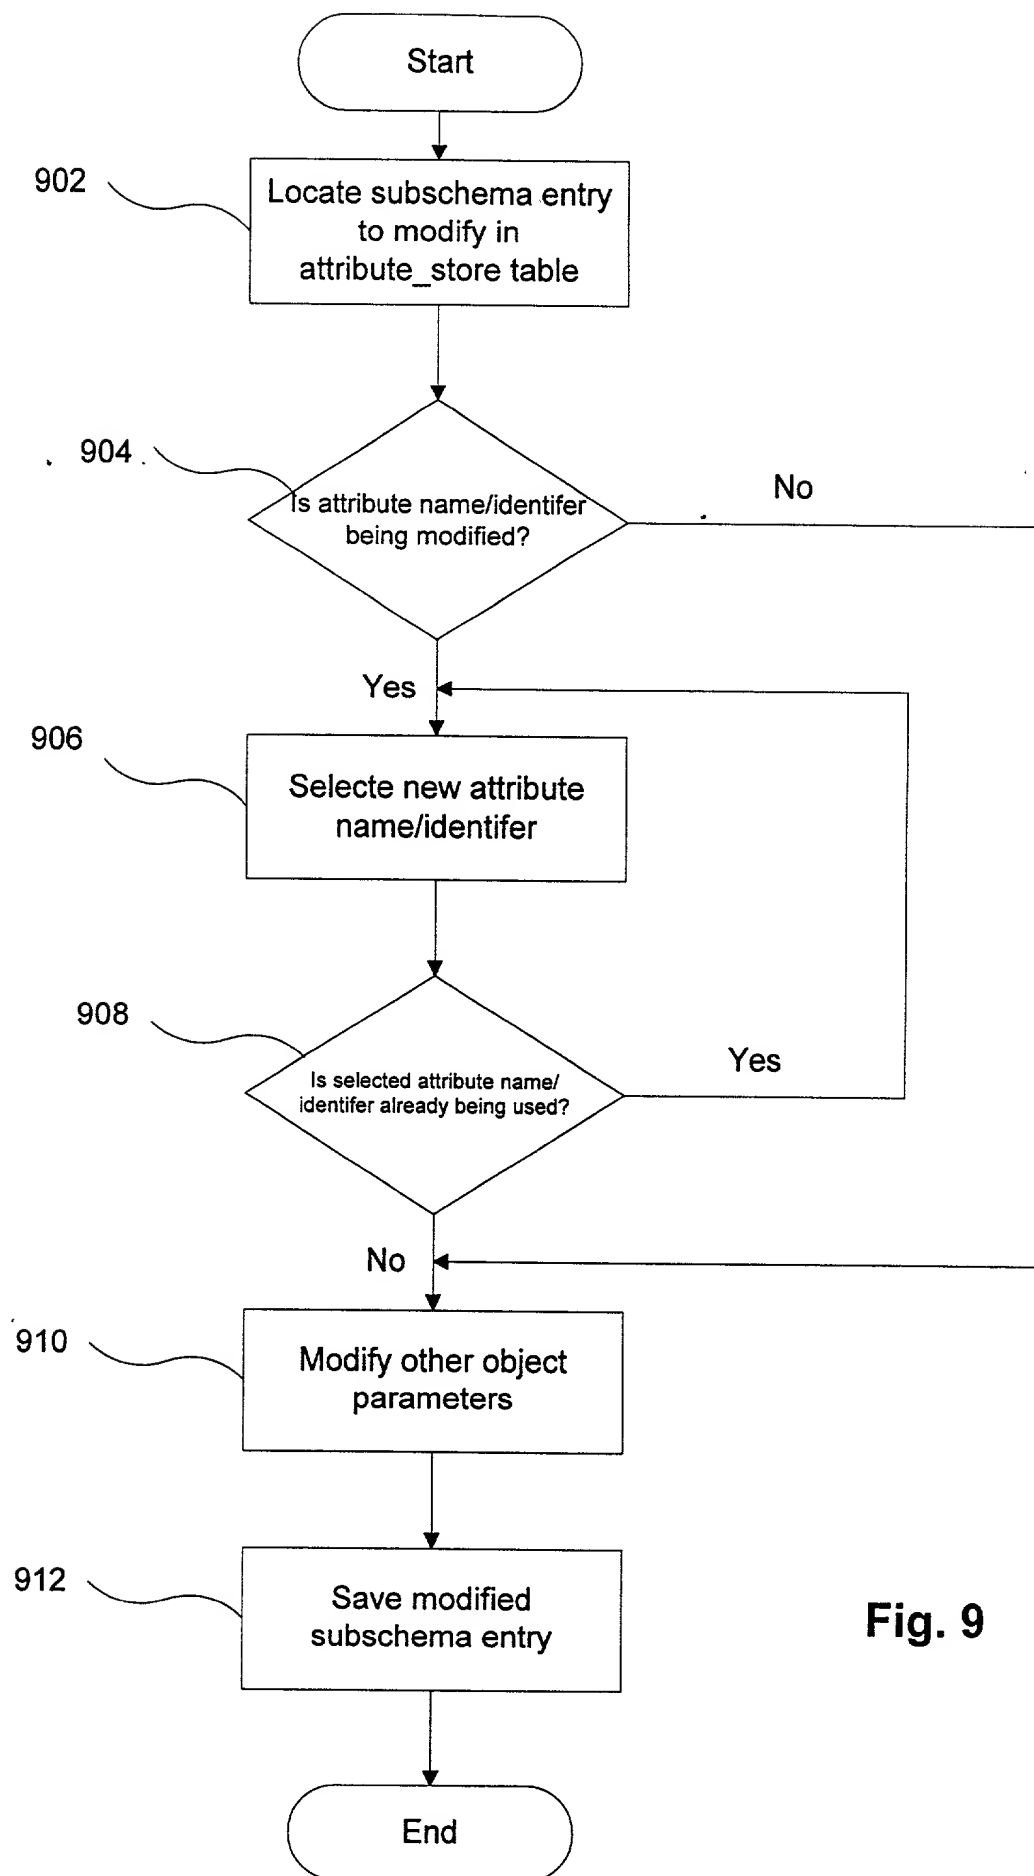 Start
902
Locate subschema entry
to modify in
attribute_store table
904
Is attribute name/identifer
being modified?
No
Yes
906
Selecte new attribute
name/identifer
908
Is selected attribute name/
identifer already being used?
Yes
No
910
Modify other object
parameters
912
Save modified
subschema entry
Fig. 9
End